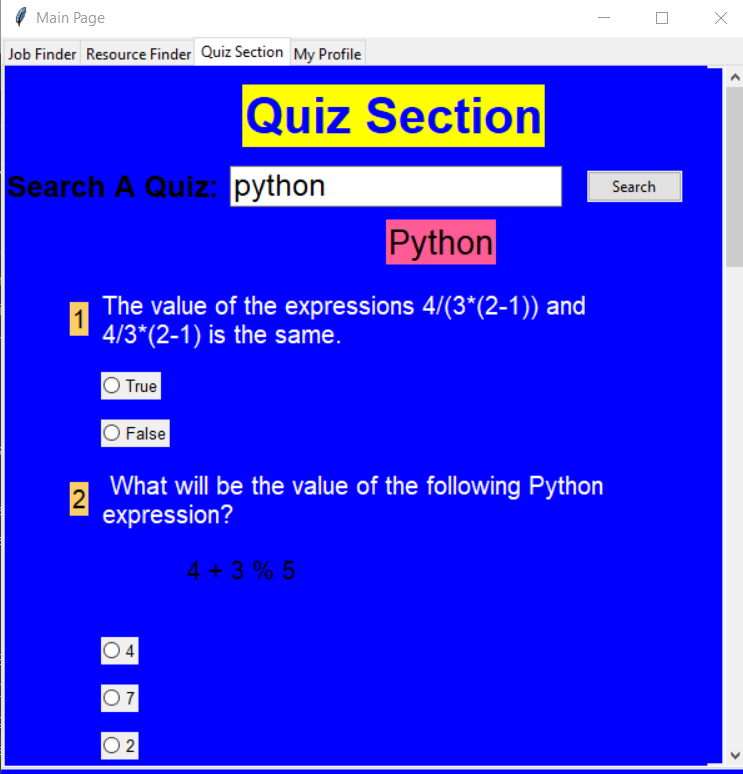 Main Page
Job Finder Resource Finder Quiz Section My Profile
Quiz Section
Search A Quiz: python Search
Python
1 The value of the expressions 4/(3*(2-1)) and
4/3*(2-1) is the same.
True
False
2 What will be the value of the following Python
expression?
4 + 3 % 5
4
7
2